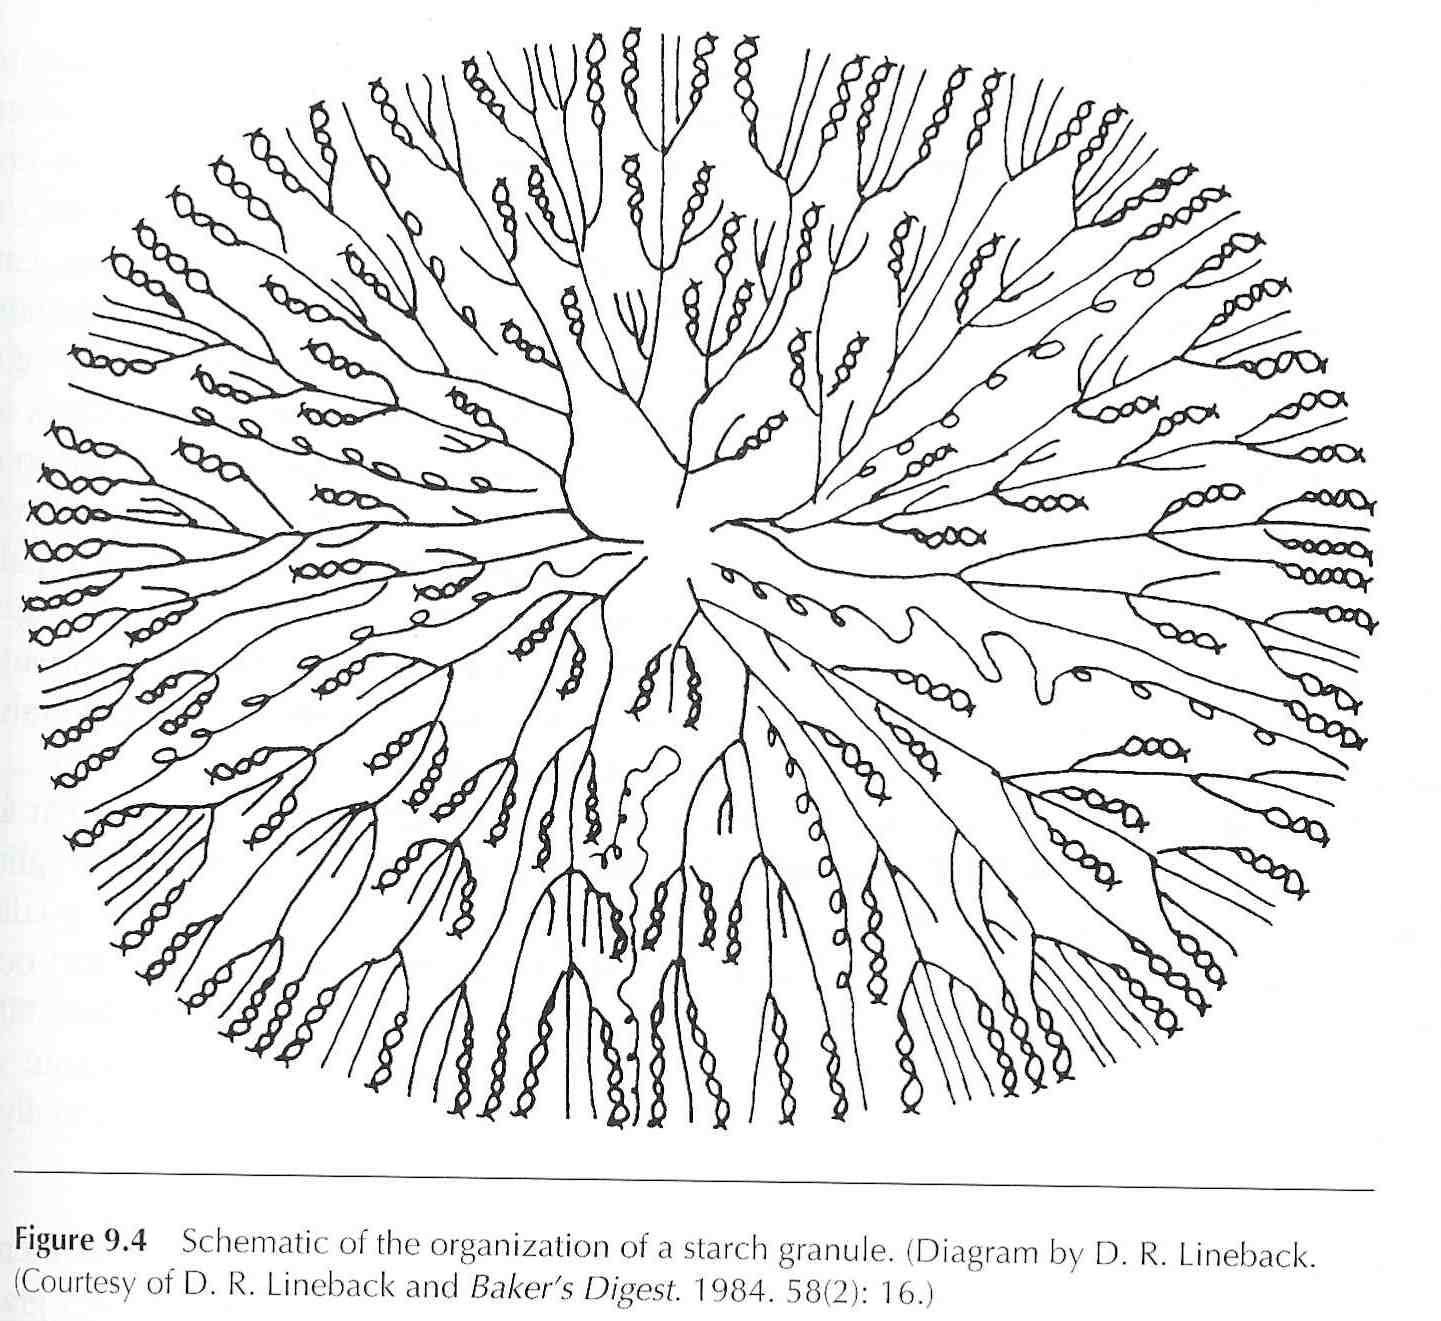 Figure 9.4 Schematic of the organization of a starch granule. (Diagram by D. R. Lineback.
(Courtesy of D. R. Lineback and Baker's Digest. 1984. 58(2): 16.)